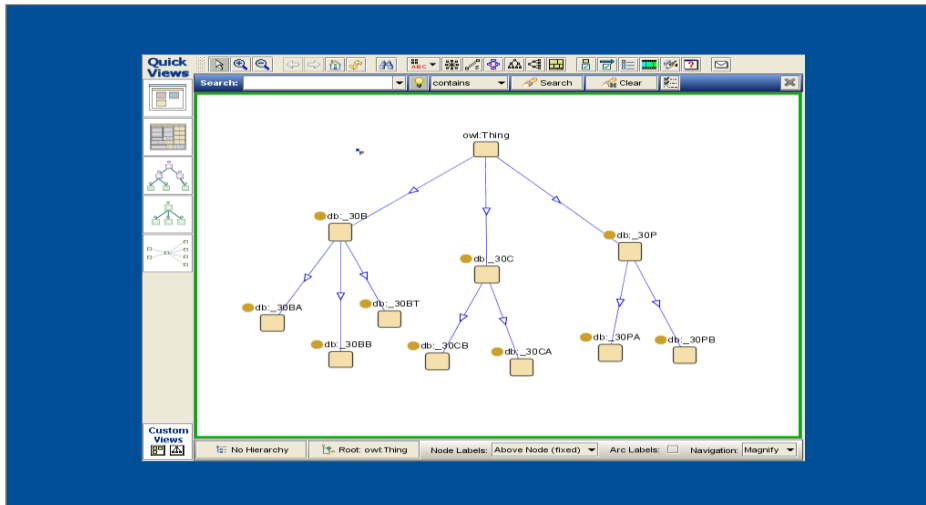 Quick
Views
ABC
?
Search:
contains
Search
Clear
owl:Thing
db:_30B
db:_30P
db:_30C
db:_30BA
db:_30BT
db:_30BB
db:_30CB
db:_30CA
db:_30PA
db:_30PB
Custom
Views
No Hierarchy
Root: owl:Thing
Node Labels: Above Node (fixed)
Arc Labels:
Navigation: Magnify